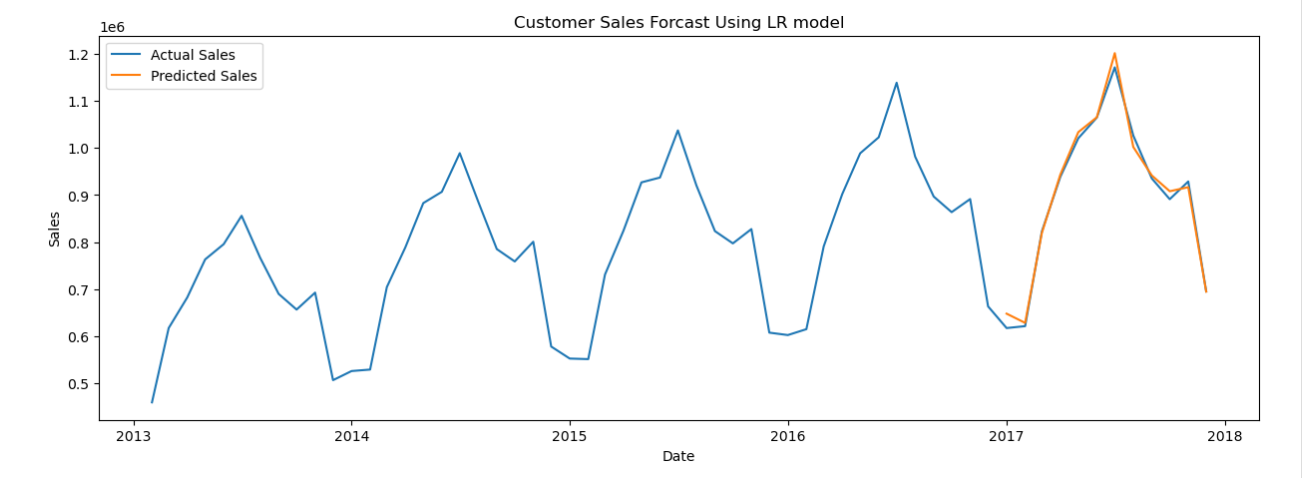 Customer Sales Forcast Using LR model
1e6
Actual Sales
Predicted Sales
1.2
1.1
1.0
0.9
0.8
0.7
0.6
0.5
Sales
2013 2014 2015 2016 2017 2018
Date